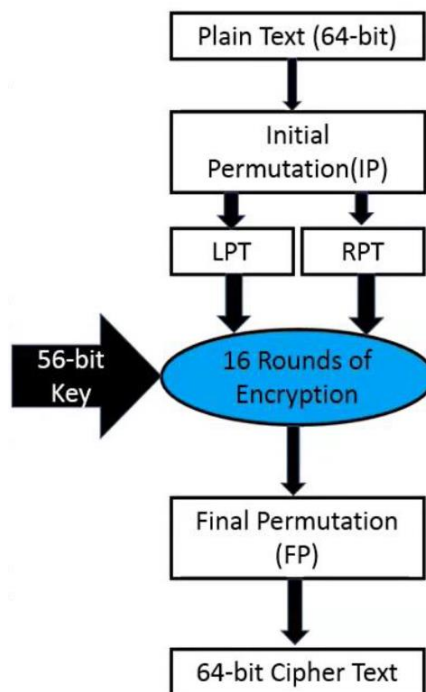 Plain Text (64-bit)
Initial
Permutation(IP)
LPT
RPT
56-bit
Key
16 Rounds of
Encryption
Final Permutation
(FP)
64-bit Cipher Text